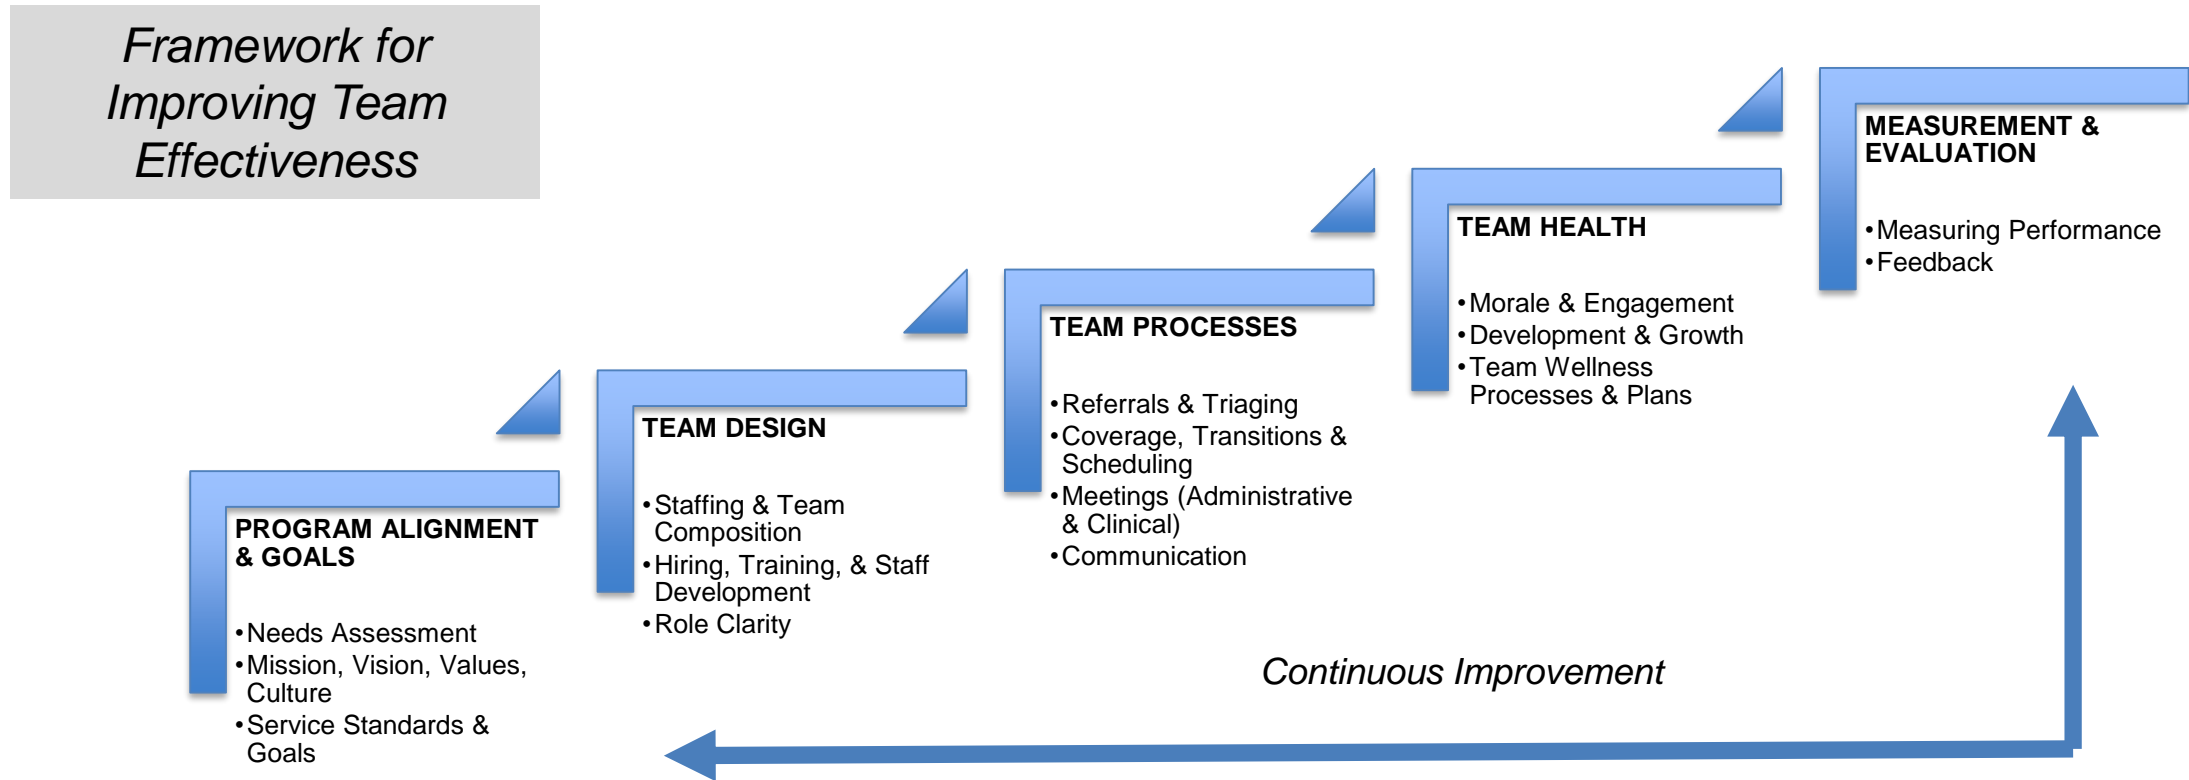 Framework for
Improving Team
Effectiveness
PROGRAM ALIGNMENT
& GOALS
•Needs Assessment
•Mission, Vision, Values,
Culture
•Service Standards &
Goals
TEAM DESIGN
•Staffing & Team
Composition
•Hiring, Training, & Staff
Development
•Role Clarity
TEAM PROCESSES
•Referrals & Triaging
•Coverage, Transitions &
Scheduling
•Meetings (Administrative
& Clinical)
•Communication
TEAM HEALTH
•Morale & Engagement
•Development & Growth
•Team Wellness
Processes & Plans
MEASUREMENT &
EVALUATION
•Measuring Performance
•Feedback
Continuous Improvement